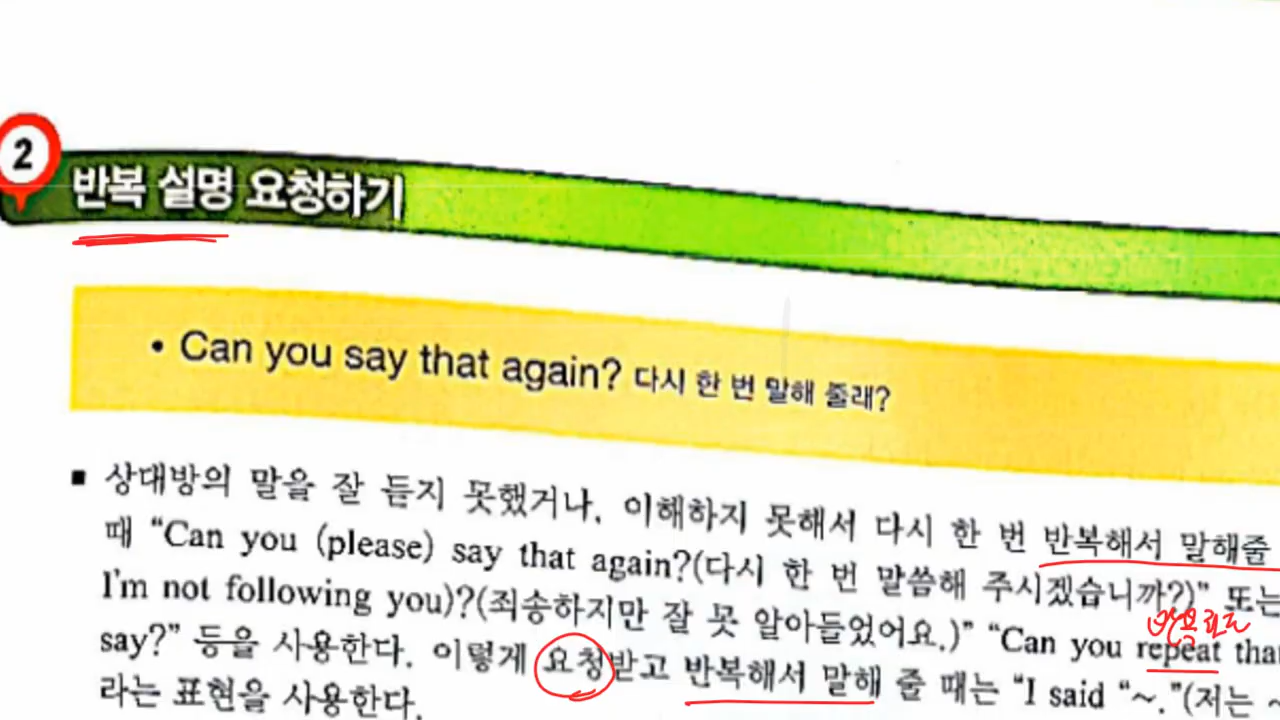 2
반복 설명 요청하기
• Can you say that again? 다시 한 번 말해 줄래?
■ 상대방의 말을 잘 듣지 못했거나, 이해하지 못해서 다시 한 번 반복해서 말해줄
때 “Can you (please) say that again?(다시 한 번 말씀해 주시겠습니까?)” 또는
I'm not following you)?(죄송하지만 잘 못 알아들었어요.)” “Can you repeat that
say?” 등을 사용한다. 이렇게 요청받고 반복해서 말해 줄 때는 “I said “~.”(저는 ~
라는 표현을 사용한다.